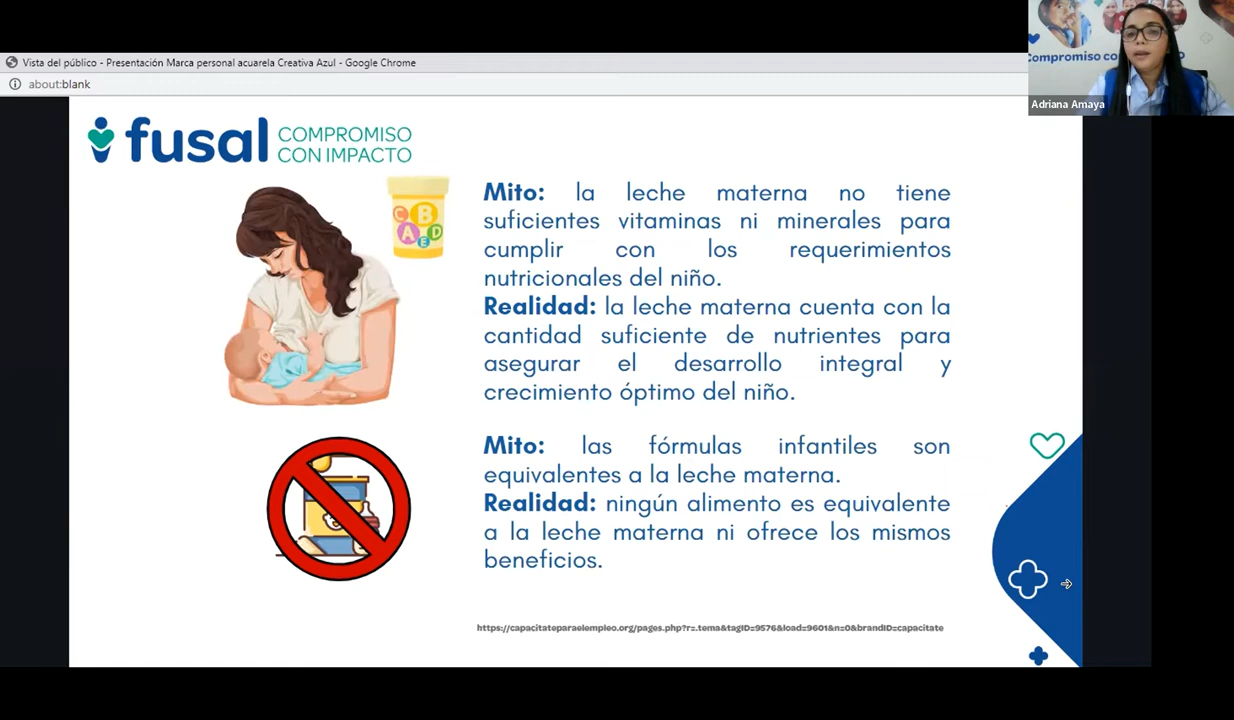 Vista del público - Presentación Marca personal acuarela Creativa Azul - Google Chrome
about:blank
Adriana Amaya
fusal COMPROMISO
CON IMPACTO
C B
A E D
Mito: la leche materna no tiene
suficientes vitaminas ni minerales para
cumplir con los requerimientos
nutricionales del niño.
Realidad: la leche materna cuenta con la
cantidad suficiente de nutrientes para
asegurar el desarrollo integral y
crecimiento óptimo del niño.
Mito: las fórmulas infantiles son
equivalentes a la leche materna.
Realidad: ningún alimento es equivalente
a la leche materna ni ofrece los mismos
beneficios.
https://capacitateparaelempleo.org/pages.php?r=.tema&tagID=9576&load=9601&n=0&brandID=capacitate